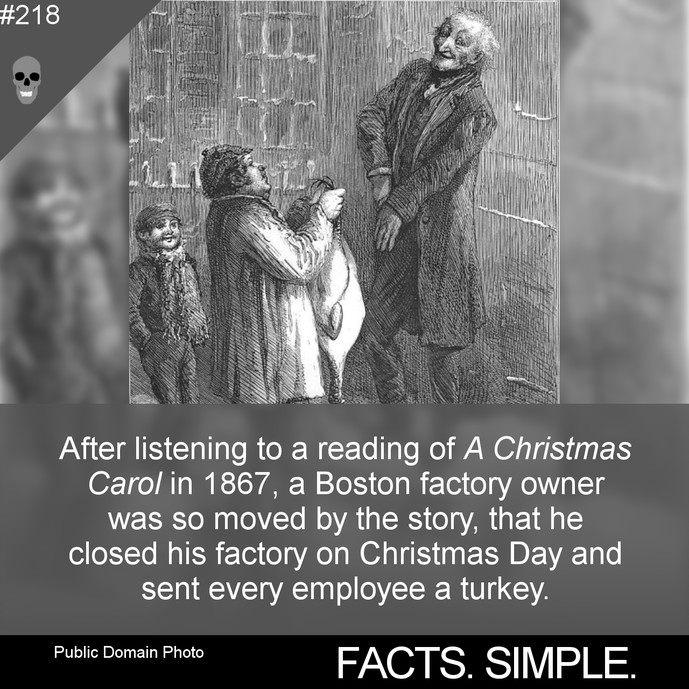 #218
After listening to a reading of A Christmas
Carol in 1867, a Boston factory owner
was so moved by the story, that he
closed his factory on Christmas Day and
sent every employee a turkey.
Public Domain Photo
FACTS. SIMPLE.